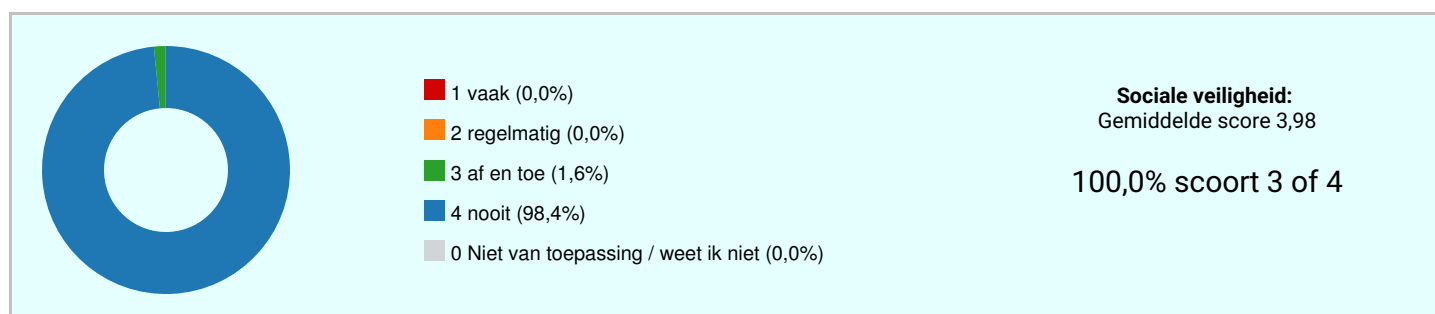 1 vaak (0,0%)
2 regelmatig (0,0%)
3 af en toe (1,6%)
4 nooit (98,4%)
0 Niet van toepassing / weet ik niet (0,0%)
Sociale veiligheid:
Gemiddelde score 3,98
100,0% scoort 3 of 4